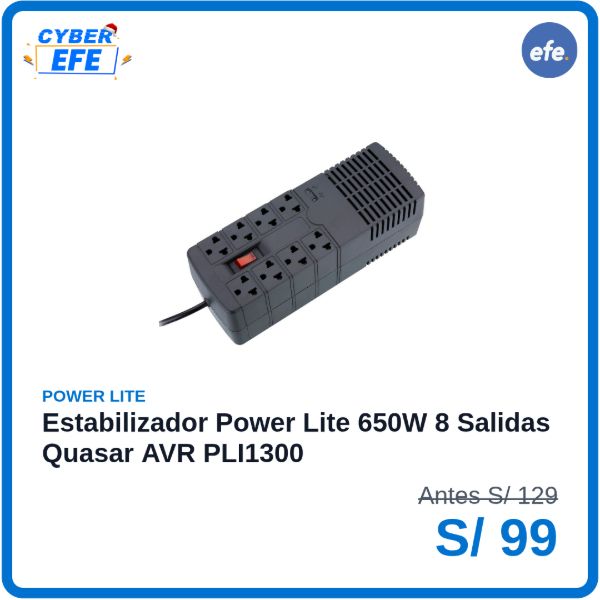 CYBER
EFE
efe.
POWER LITE
Estabilizador Power Lite 650W 8 Salidas
Quasar AVR PLI1300
Antes S/ 129
S/ 99